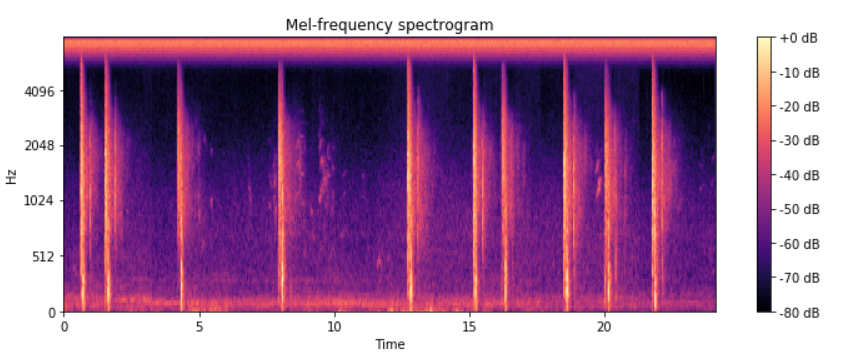 Mel-frequency spectrogram
Hz
4096
2048
1024
512
0
0 5 10 15 20
Time
+0 dB
-10 dB
-20 dB
-30 dB
-40 dB
-50 dB
-60 dB
-70 dB
-80 dB